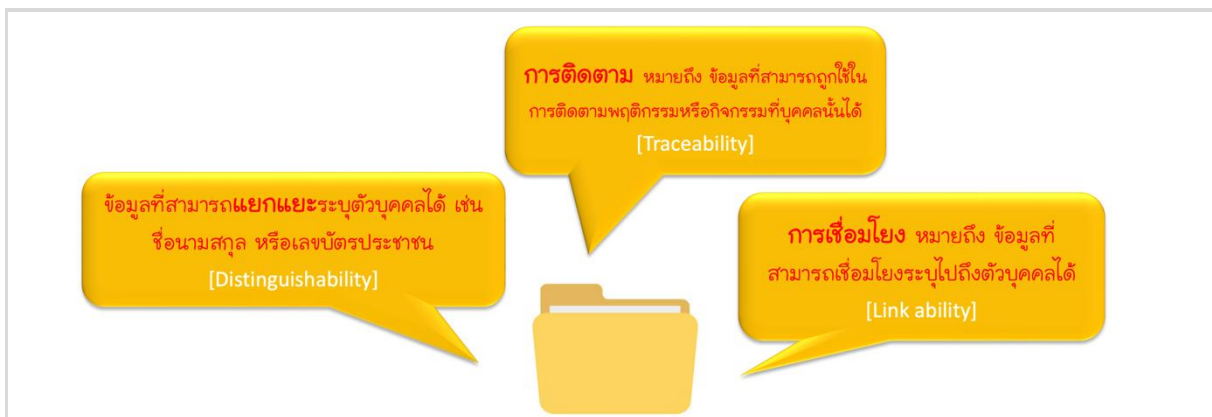 การติดตาม หมายถึง ข้อมูลที่สามารถถูกใช้ใน
การติดตามพฤติกรรมหรือกิจกรรมที่บุคคลนั้นได้
[Traceability]
ข้อมูลที่สามารถแยกแยะระบุตัวบุคคลได้ เช่น
ชื่อนามสกุล หรือเลขบัตรประชาชน
[Distinguishability]
การเชื่อมโยง หมายถึง ข้อมูลที่
สามารถเชื่อมโยงระบุไปถึงตัวบุคคลได้
[Link ability]